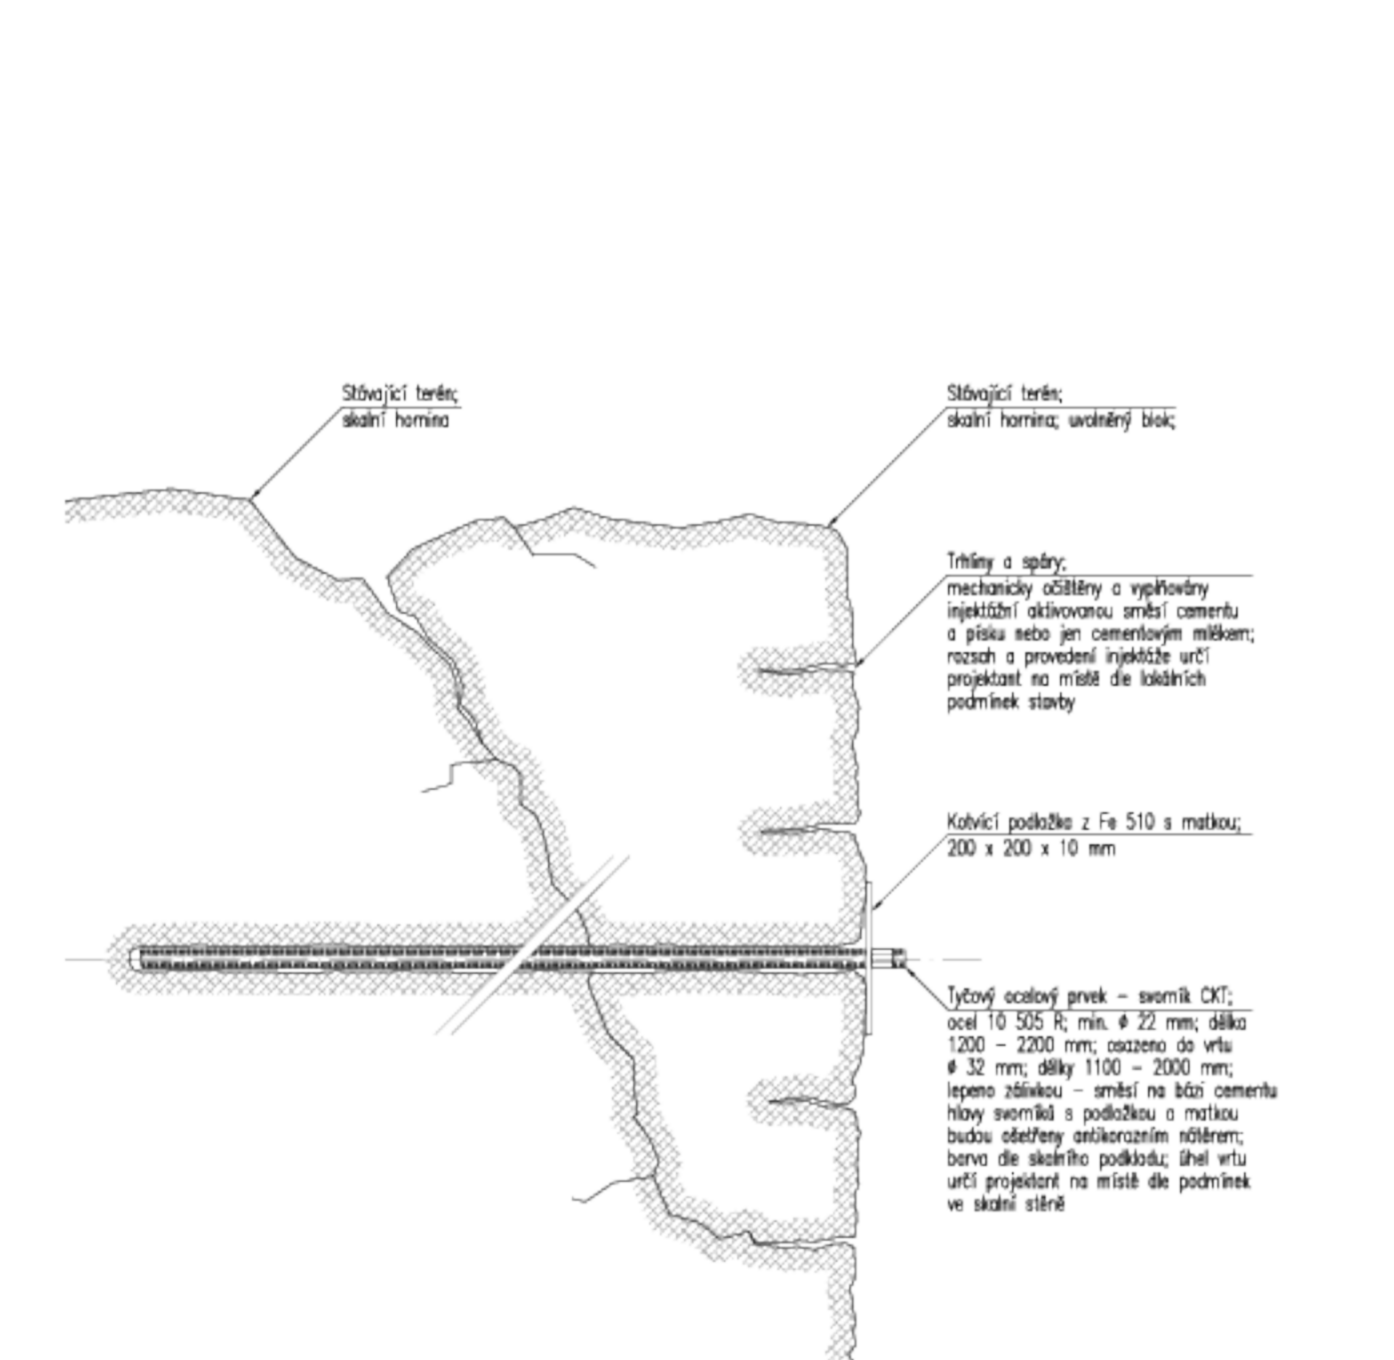 Stávající terén;
skalní hornina
Stávající terén;
skalní hornina; uvolněný blok;
Trhliny a spáry;
mechanicky očištěny a vyplňovány
injektážní aktivovanou směsí cementu
a písku nebo jen cementovým mlékem;
rozsah a provedení injektáže určí
projektant na místě dle lokálních
podmínek stavby
Kotvící podložka z Fe 510 s matkou;
200 x 200 x 10 mm
Tyčový ocelový prvek – svorník CKT;
ocel 10 505 R; min. ø 22 mm; délka
1200 – 2200 mm; osazeno do vrtu
ø 32 mm; délky 1100 – 2000 mm;
lepeno zálivkou – směsí na bázi cementu
hlavy svorníků s podložkou a matkou
budou ošetřeny antikorozním nátěrem;
barva dle skalního podkladu; úhel vrtu
určí projektant na místě dle podmínek
ve skalní stěně